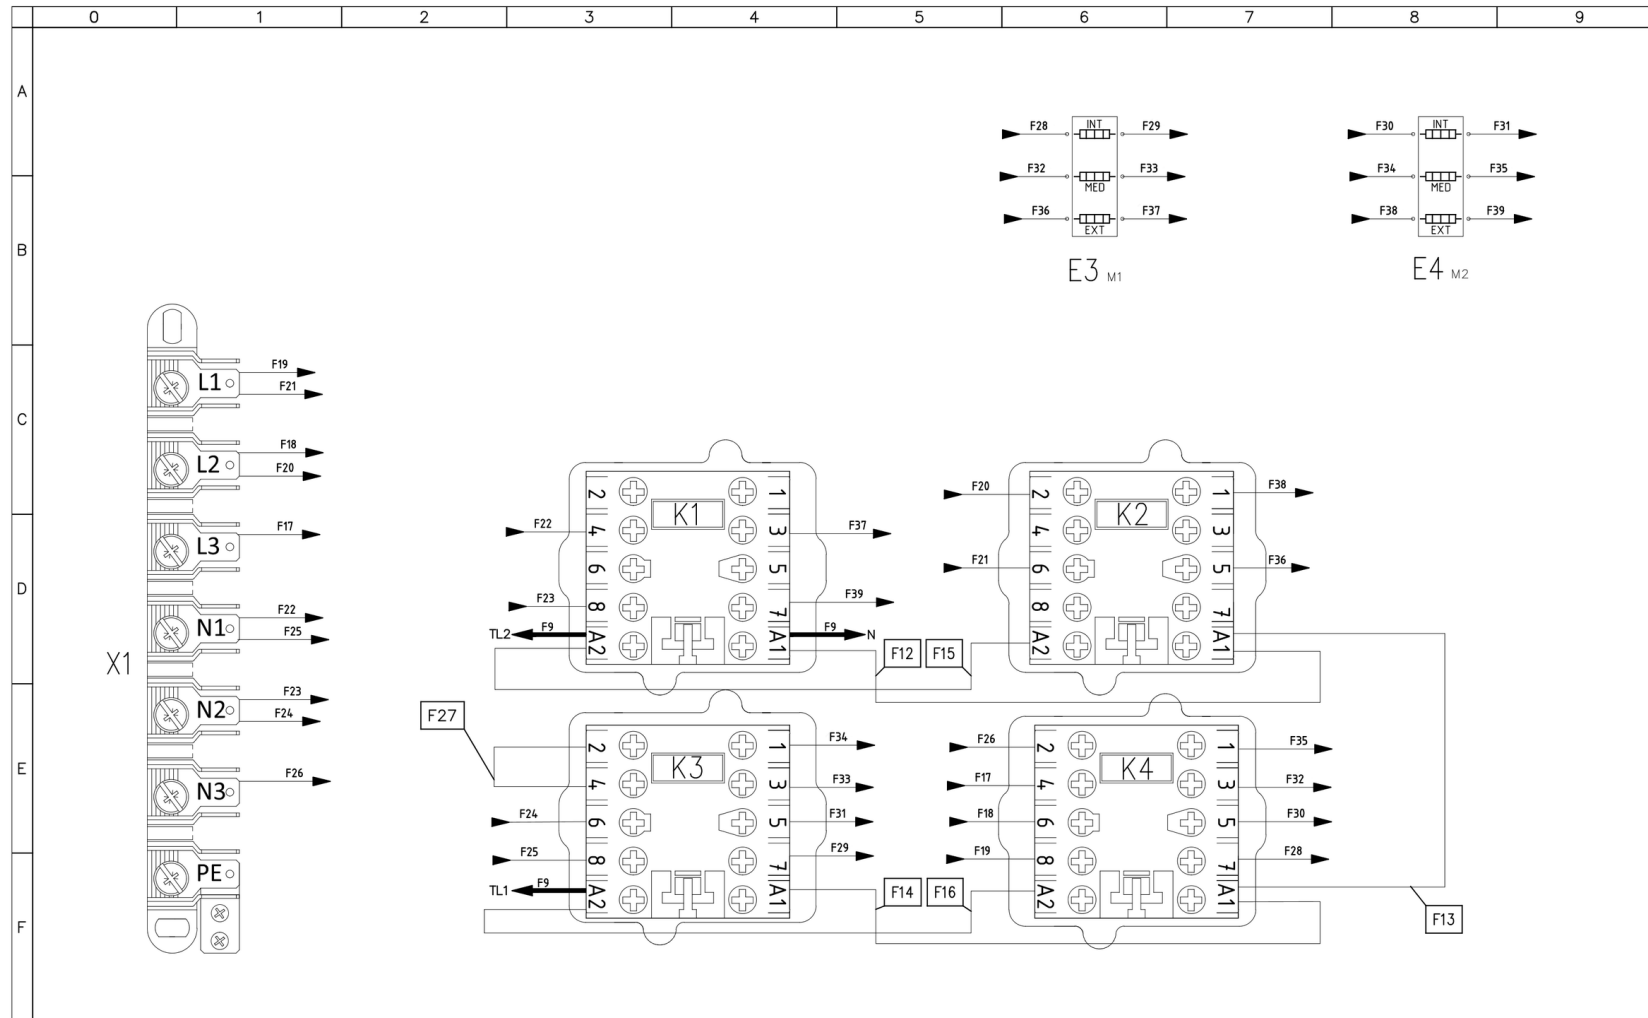 0 1 2 3 4 5 6 7 8 9
A
INT INT
F28 F29 F30 F31
F32 F33 F34 F35
MED MED
F36 F37 F38 F39
EXT EXT
B
E3 M1 E4 M2
F19
L1 F21
C
F18
L2 F20
2 K1 1 F20 2 K2 1 F38
F17
L3
F22 4 3 F37 4 3
6 5 F21 6 5 F36
D
F22
N1 F25
F23 8 7 F39 8 7
TL2 F9 A2 A1 F9 N A2 A1
F12 F15
X1
F23
N2 F24
F27
2 K3 1 F34 F26 2 K4 1 F35
E
F26
N3
4 3 F33 F17 4 3 F32
F24 6 5 F31 F18 6 5 F30
F25 8 7 F29 F19 8 7 F28
PE
TL1 F9 A2 A1 F14 F16 A2 A1
F
F13